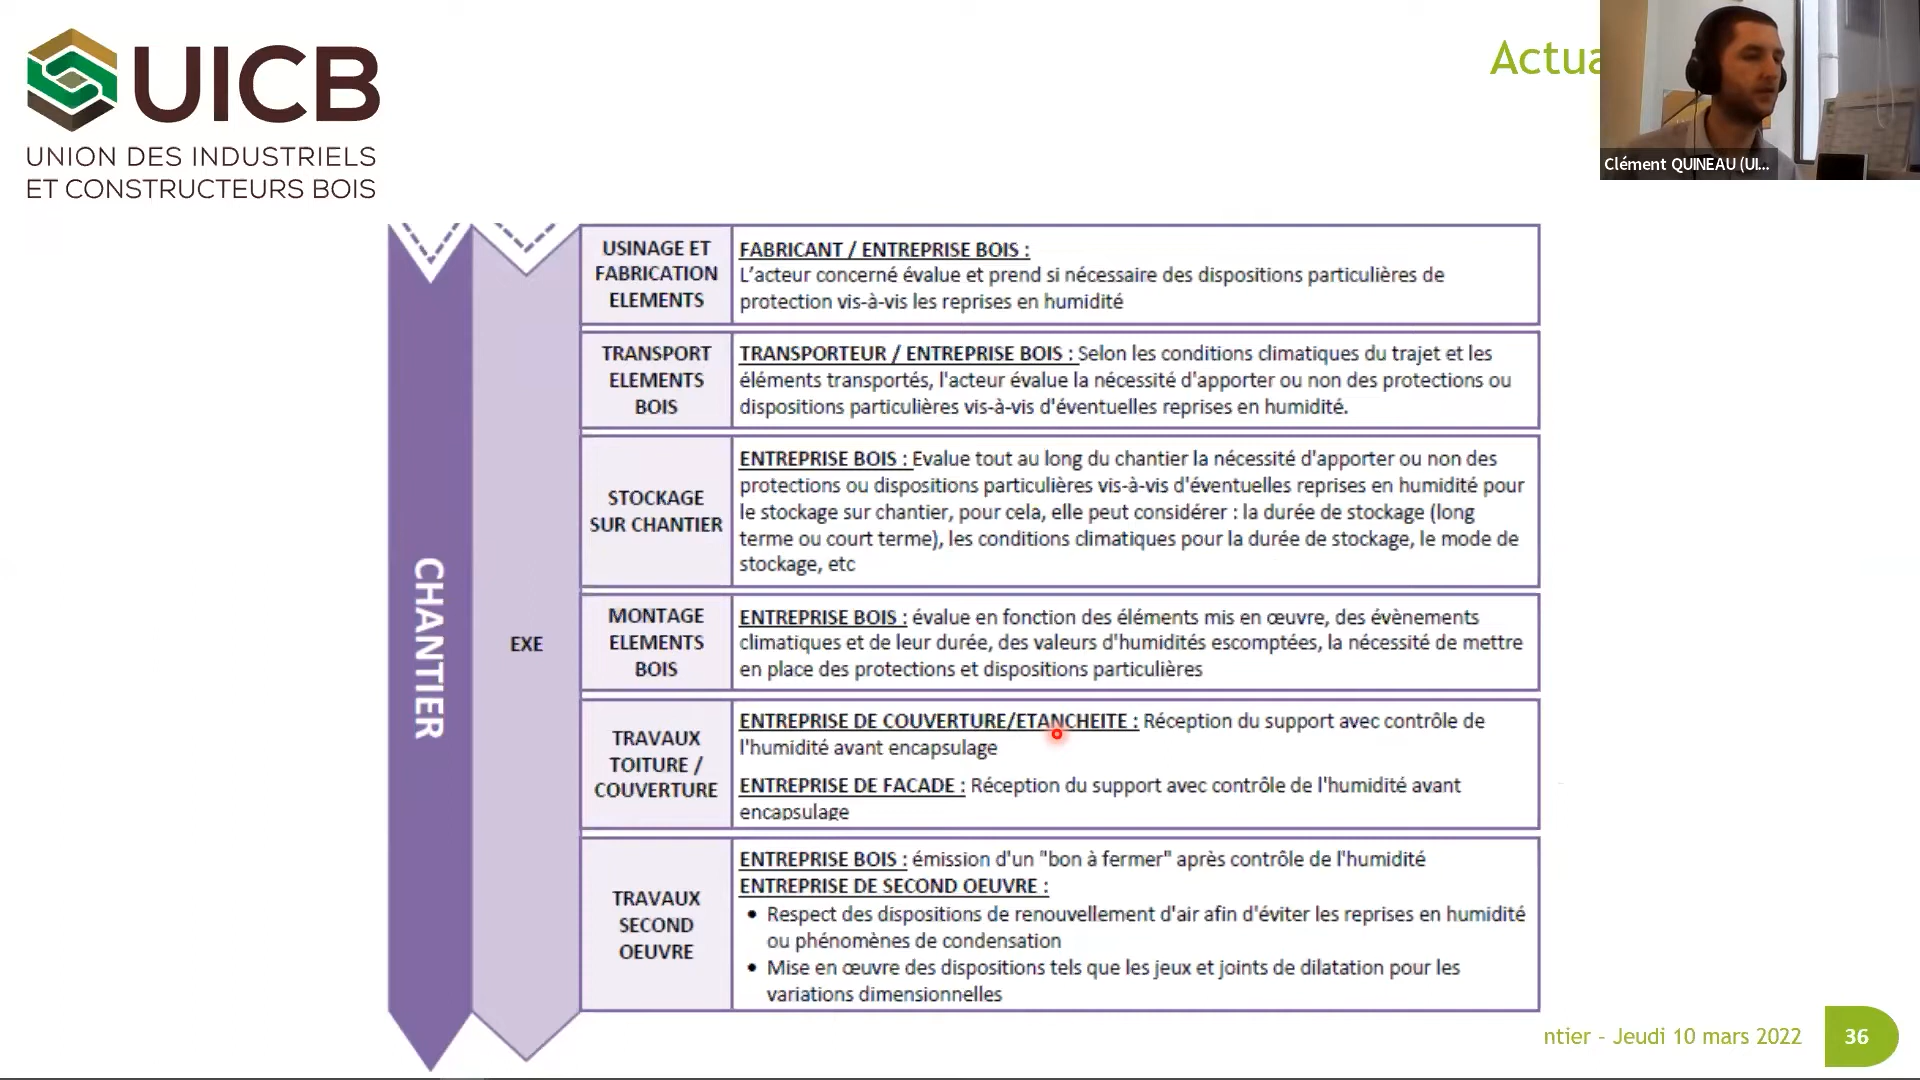 UICB
UNION DES INDUSTRIELS
ET CONSTRUCTEURS BOIS
Actua
Clément QUINEAU (UI...
CHANTIER
EXE
USINAGE ET
FABRICATION
ELEMENTS
FABRICANT / ENTREPRISE BOIS :
L'acteur concerné évalue et prend si nécessaire des dispositions particulières de
protection vis-à-vis les reprises en humidité
TRANSPORT
ELEMENTS
BOIS
TRANSPORTEUR / ENTREPRISE BOIS : Selon les conditions climatiques du trajet et les
éléments transportés, l'acteur évalue la nécessité d'apporter ou non des protections ou
dispositions particulières vis-à-vis d'éventuelles reprises en humidité.
STOCKAGE
SUR CHANTIER
ENTREPRISE BOIS : Evalue tout au long du chantier la nécessité d'apporter ou non des
protections ou dispositions particulières vis-à-vis d'éventuelles reprises en humidité pour
le stockage sur chantier, pour cela, elle peut considérer : la durée de stockage (long
terme ou court terme), les conditions climatiques pour la durée de stockage, le mode de
stockage, etc
MONTAGE
ELEMENTS
BOIS
ENTREPRISE BOIS : évalue en fonction des éléments mis en œuvre, des évènements
climatiques et de leur durée, des valeurs d'humidités escomptées, la nécessité de mettre
en place des protections et dispositions particulières
TRAVAUX
TOITURE /
COUVERTURE
ENTREPRISE DE COUVERTURE/ETANCHEITE : Réception du support avec contrôle de
l'humidité avant encapsulage
ENTREPRISE DE FACADE : Réception du support avec contrôle de l'humidité avant
encapsulage
TRAVAUX
SECOND
OEUVRE
ENTREPRISE BOIS : émission d'un "bon à fermer" après contrôle de l'humidité
ENTREPRISE DE SECOND OEUVRE :
• Respect des dispositions de renouvellement d'air afin d'éviter les reprises en humidité
ou phénomènes de condensation
• Mise en œuvre des dispositions tels que les jeux et joints de dilatation pour les
variations dimensionnelles
ntier - Jeudi 10 mars 2022
36